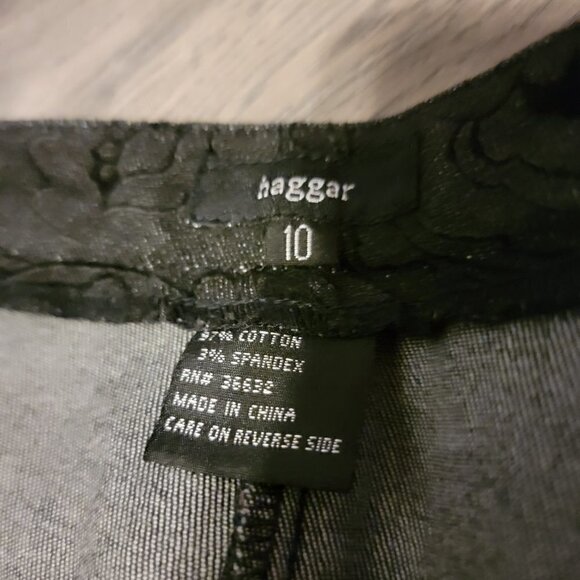 haggar
10
97% COTTON
3% SPANDEX
RN# 36632
MADE IN CHINA
CARE ON REVERSE SIDE